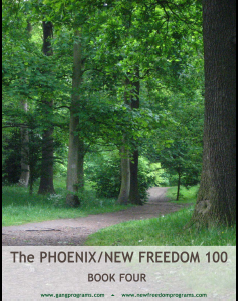 The PHOENIX/NEW FREEDOM 100
BOOK FOUR
www.gangprograms.com - www.newfreedomprograms.com